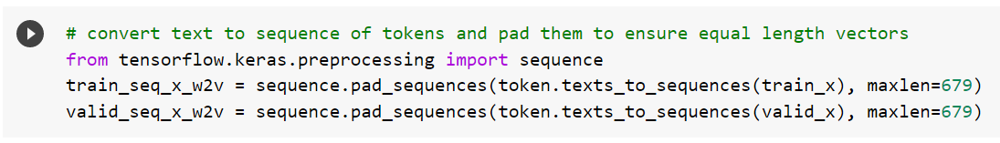 # convert text to sequence of tokens and pad them to ensure equal length vectors
from tensorflow.keras.preprocessing import sequence
train_seq_x_w2v = sequence.pad_sequences(token.texts_to_sequences(train_x), maxlen=679)
valid_seq_x_w2v = sequence.pad_sequences(token.texts_to_sequences(valid_x), maxlen=679)